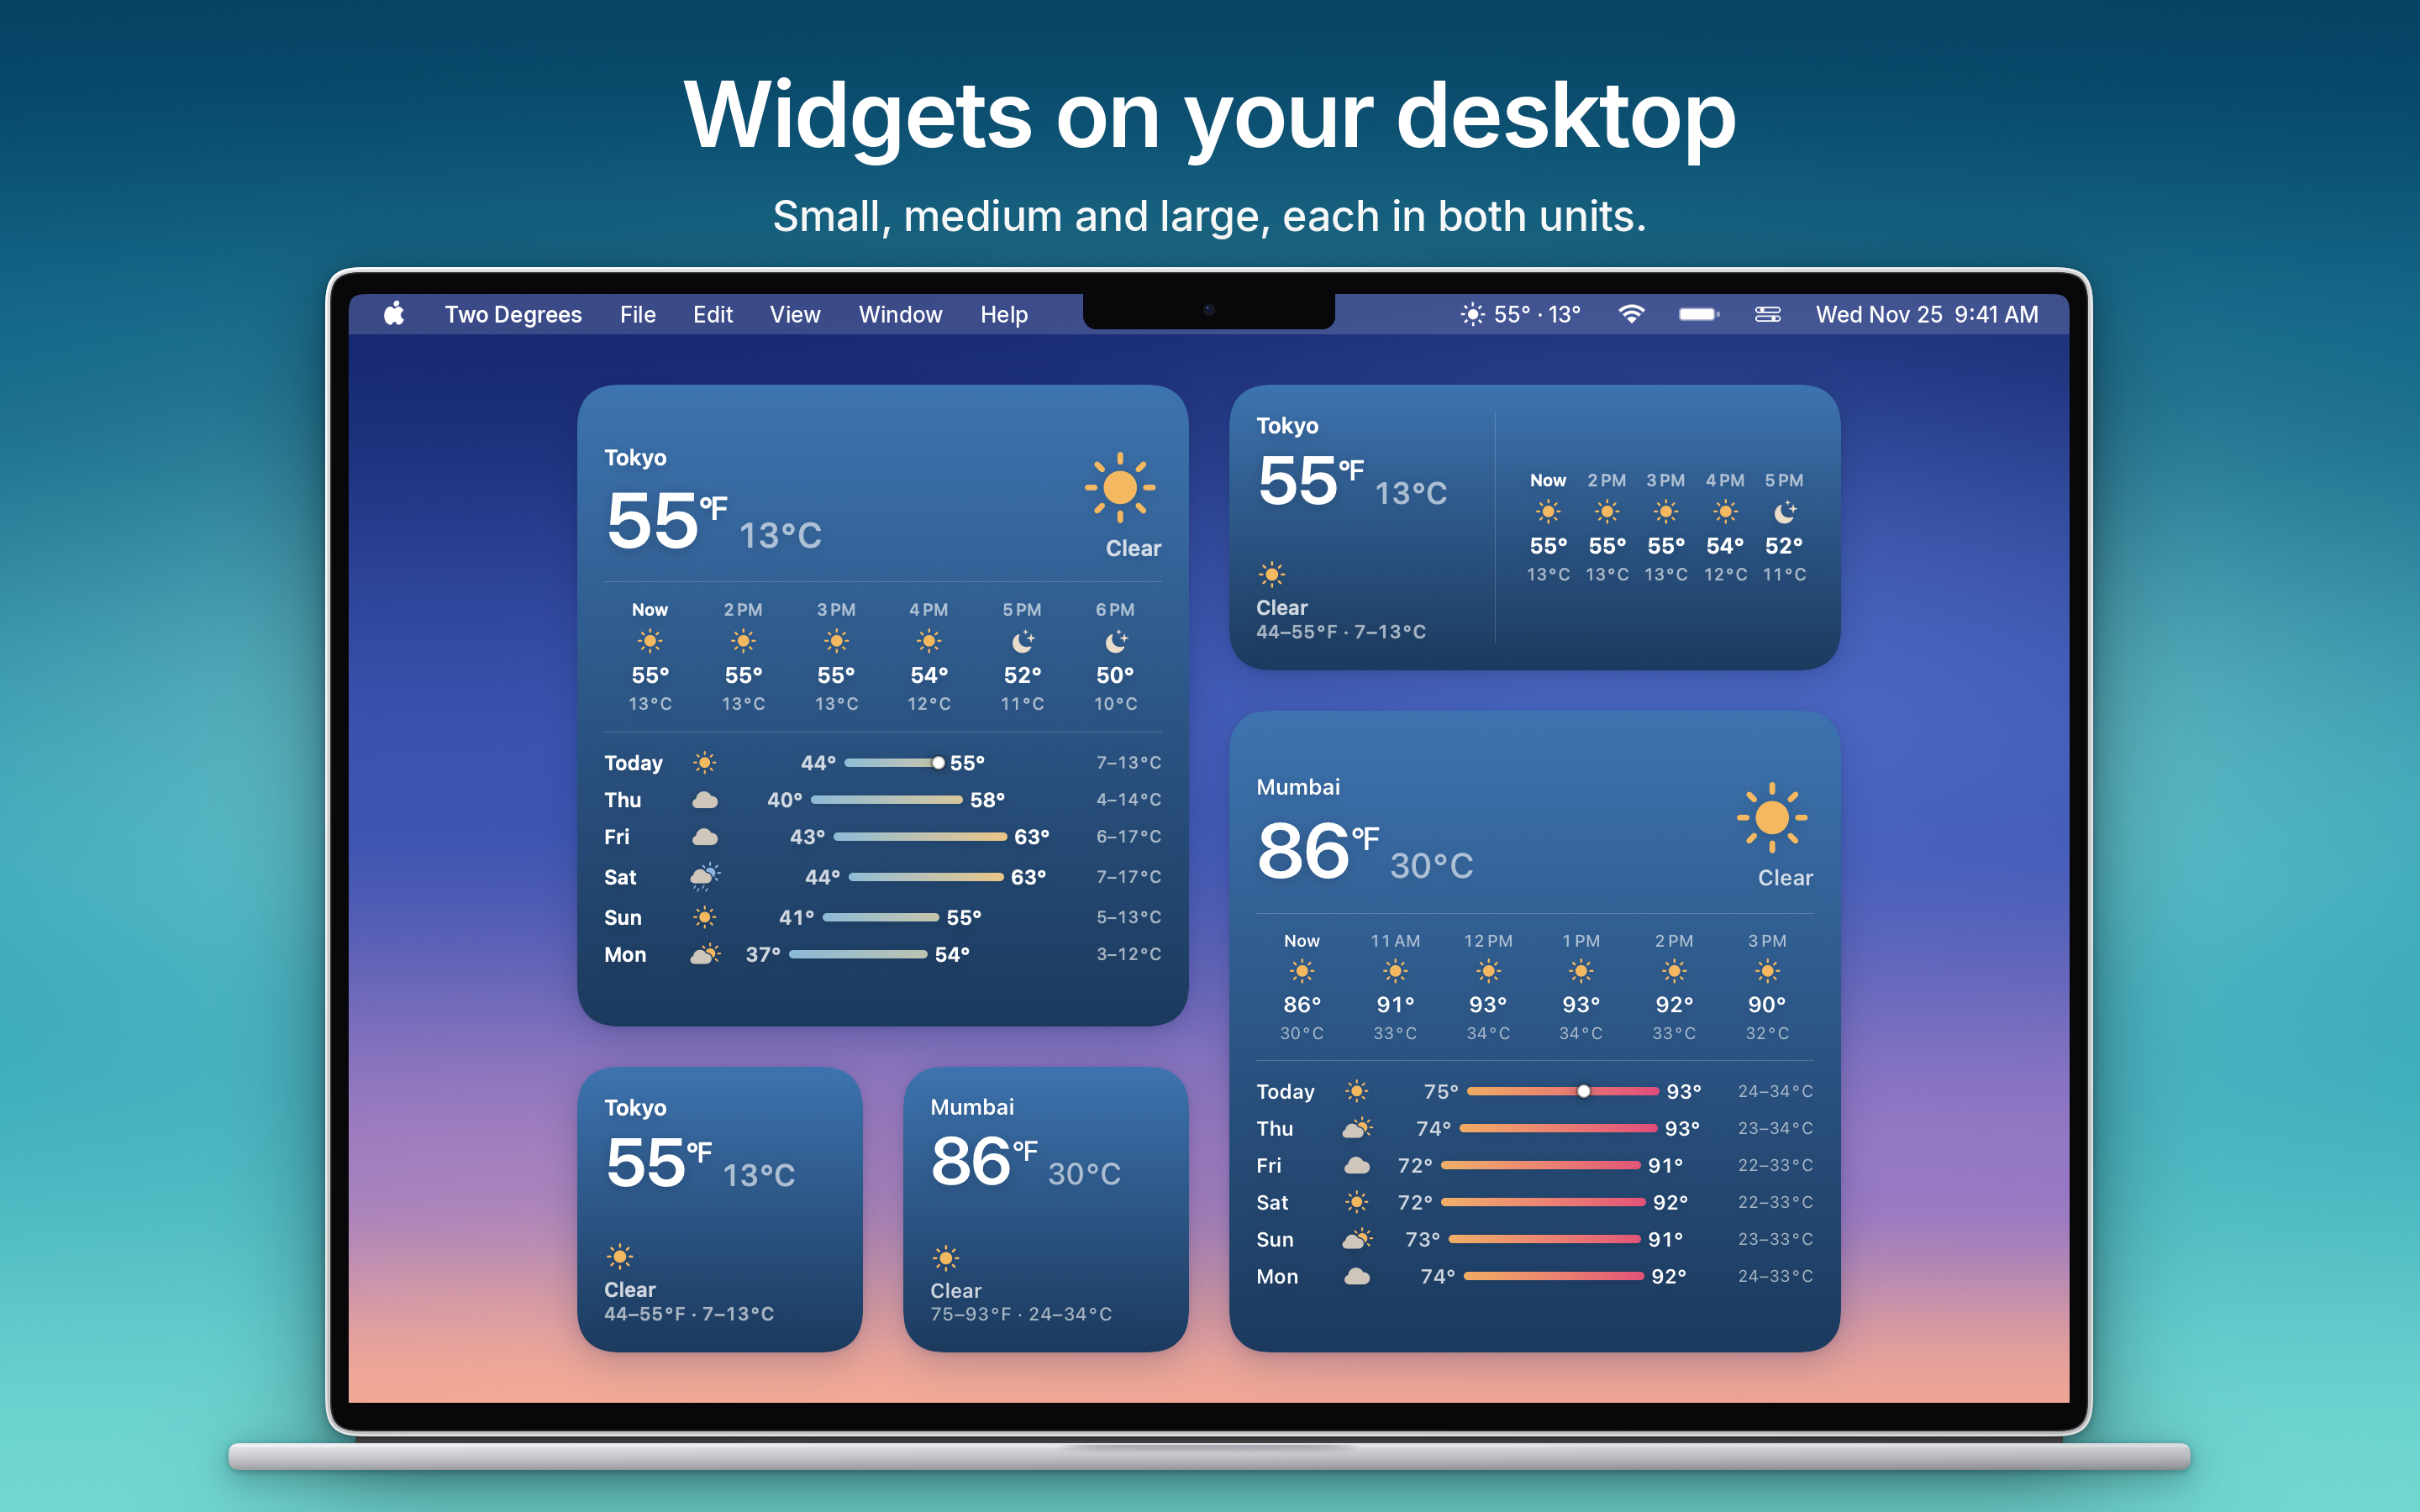 Widgets on your desktop
Small, medium and large, each in both units.
Two Degrees File Edit View Window Help 55° · 13° Wed Nov 25 9:41 AM
Tokyo
55°F 13°C
Clear
Now 2 PM 3 PM 4 PM 5 PM 6 PM
55° 55° 55° 54° 52° 50°
13°C 13°C 13°C 12°C 11°C 10°C
Today 44° 55° 7–13°C
Thu 40° 58° 4–14°C
Fri 43° 63° 6–17°C
Sat 44° 63° 7–17°C
Sun 41° 55° 5–13°C
Mon 37° 54° 3–12°C
Tokyo
55°F 13°C
Clear
44–55°F · 7–13°C
Now 2 PM 3 PM 4 PM 5 PM
55° 55° 55° 54° 52°
13°C 13°C 13°C 12°C 11°C
Tokyo
55°F 13°C
Clear
44–55°F · 7–13°C
Mumbai
86°F 30°C
Clear
75–93°F · 24–34°C
Mumbai
86°F 30°C
Clear
Now 11 AM 12 PM 1 PM 2 PM 3 PM
86° 91° 93° 93° 92° 90°
30°C 33°C 34°C 34°C 33°C 32°C
Today 75° 93° 24–34°C
Thu 74° 93° 23–34°C
Fri 72° 91° 22–33°C
Sat 72° 92° 22–33°C
Sun 73° 91° 23–33°C
Mon 74° 92° 24–33°C